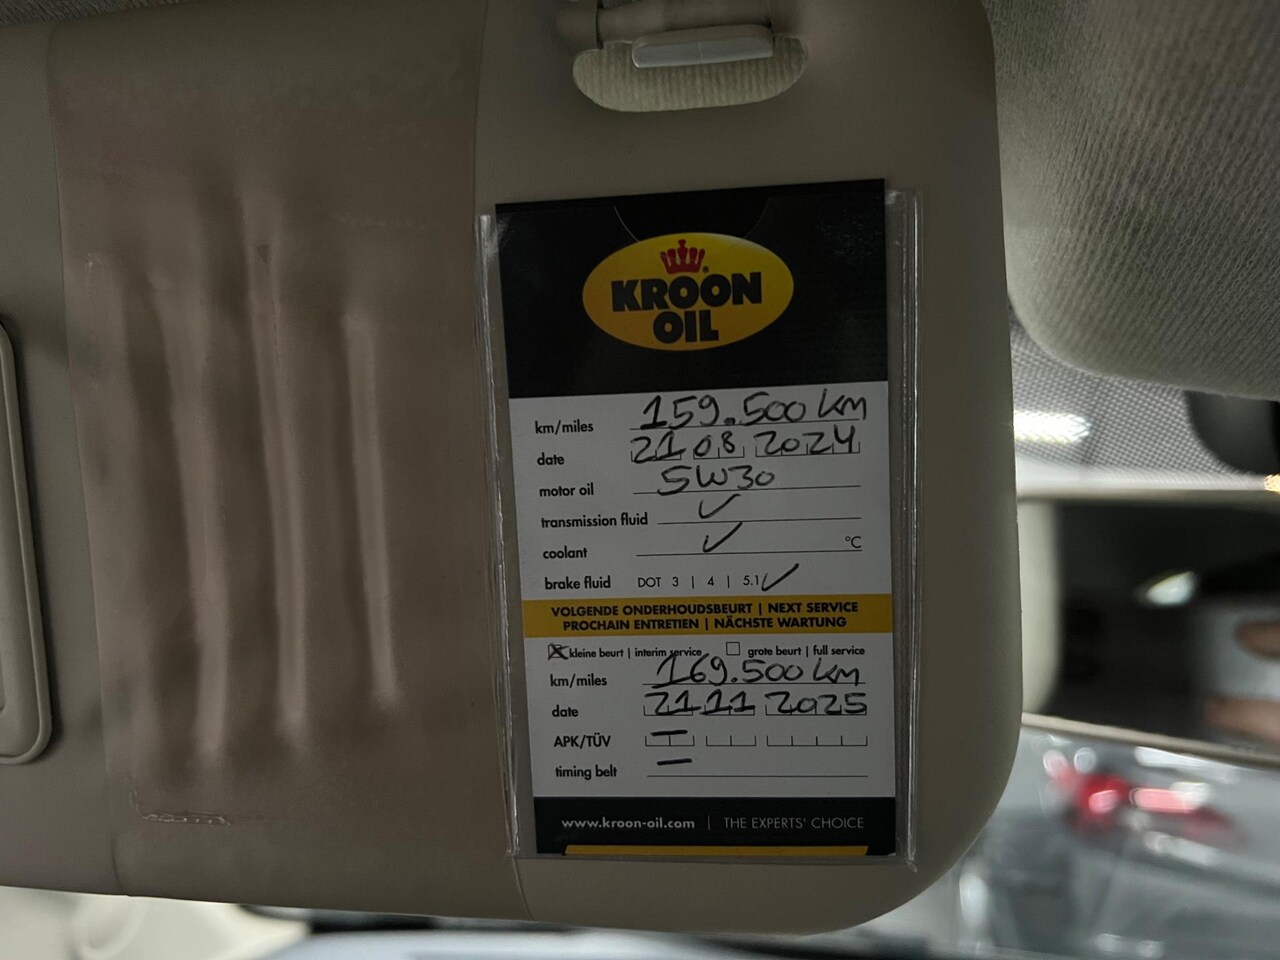 KROON
OIL
km/miles 159.500 km
date 21 08 2024
motor oil 5W30
transmission fluid ✓
coolant ✓ °C
brake fluid DOT 3 | 4 | 5.1 ✓
VOLGENDE ONDERHOUDSBEURT | NEXT SERVICE
PROCHAIN ENTRETIEN | NÄCHSTE WARTUNG
☒ kleine beurt | interim service ☐ grote beurt | full service
km/miles 169.500 km
date 21 11 2025
APK/TÜV –
timing belt –
www.kroon-oil.com | THE EXPERTS' CHOICE